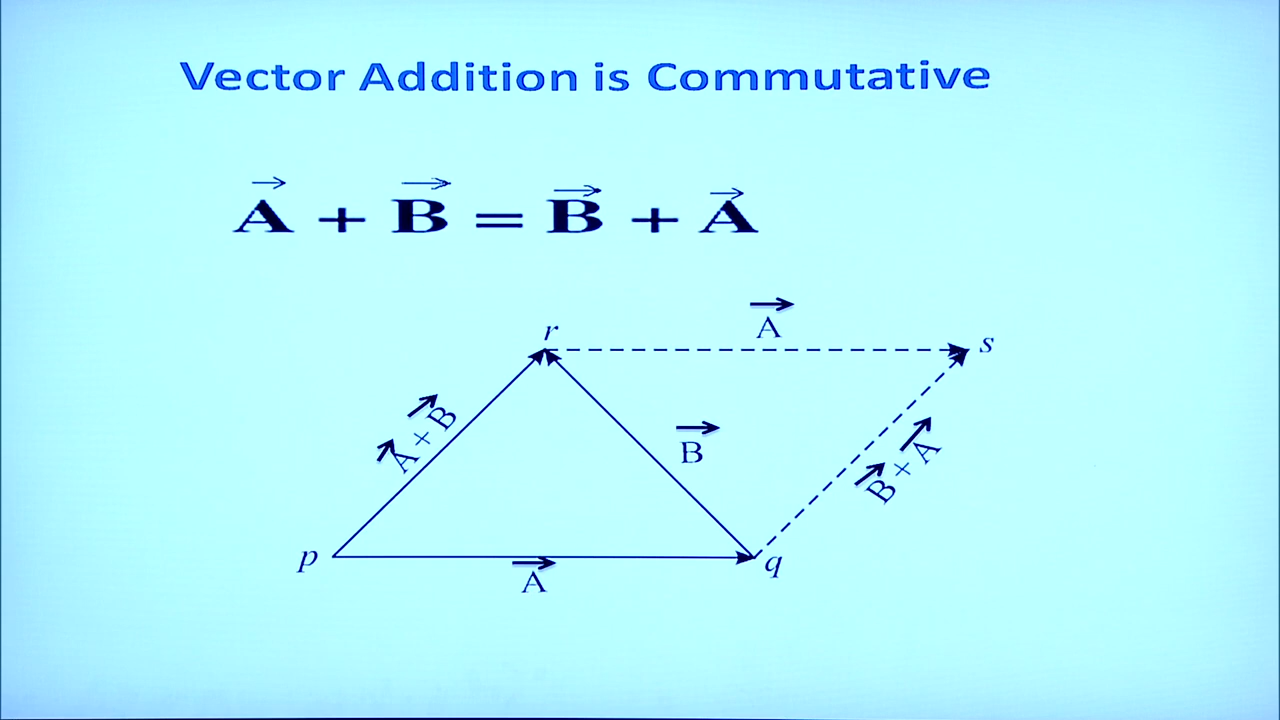 Vector Addition is Commutative
A⃗ + B⃗ = B⃗ + A⃗
r
A⃗
s
A⃗ + B⃗
B⃗
B⃗ + A⃗
p
A⃗
q